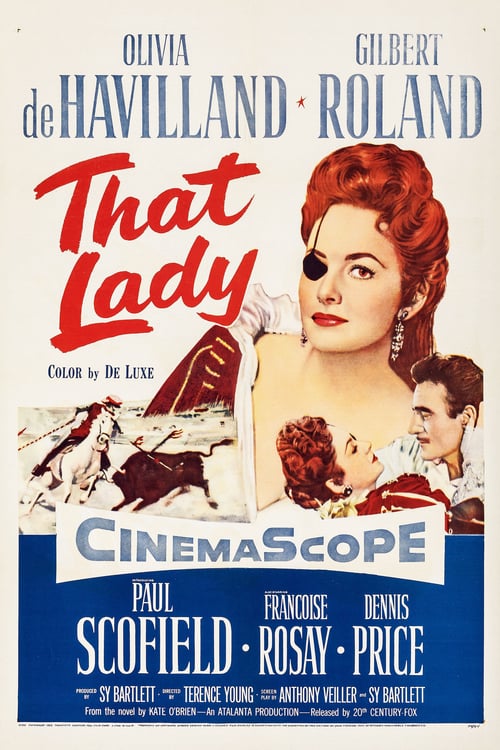 OLIVIA GILBERT
de HAVILLAND * ROLAND
That
Lady
COLOR by DE LUXE
CINEMASCOPE
PAUL FRANCOISE DENNIS
SCOFIELD • ROSAY • PRICE
PRODUCED BY SY BARTLETT DIRECTED BY TERENCE YOUNG SCREEN PLAY BY ANTHONY VEILLER AND SY BARTLETT
From the novel by KATE O'BRIEN—An ATALANTA PRODUCTION—Released by 20th CENTURY-FOX